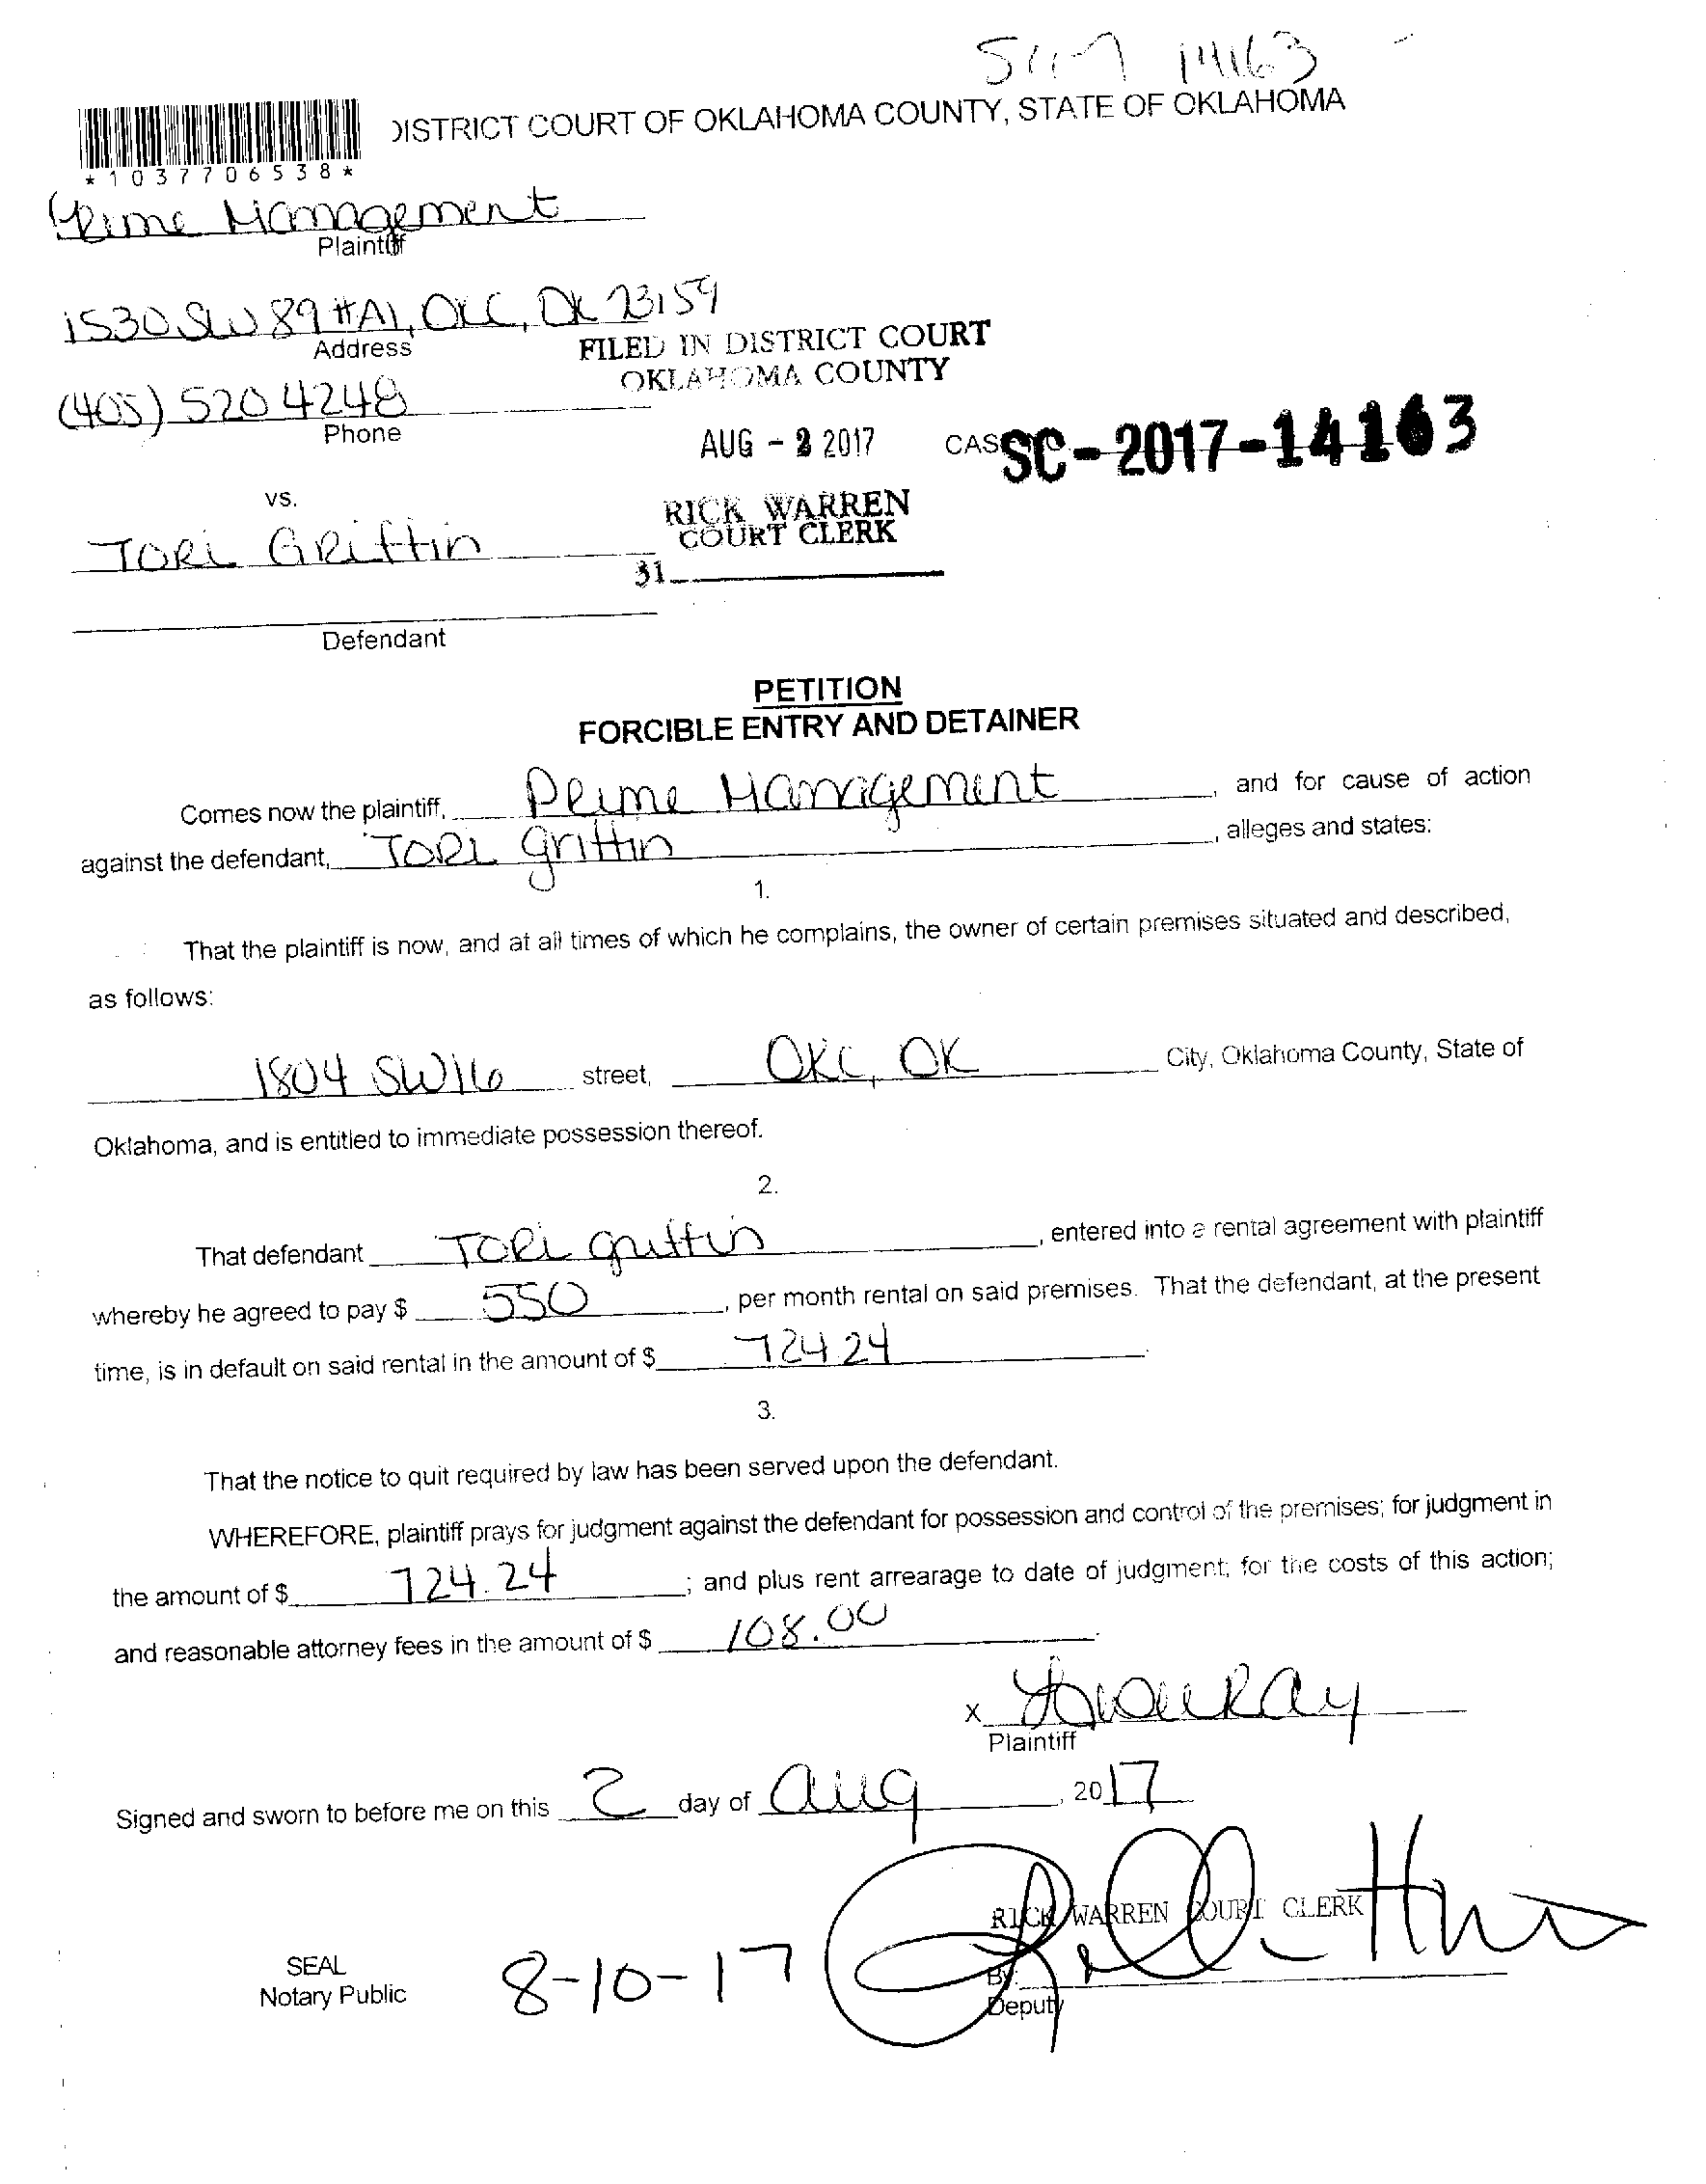 14163
DISTRICT COURT OF OKLAHOMA COUNTY, STATE OF OKLAHOMA
*1037706538*
Prime Management
Plaintiff
1530 SW 89 #A1, OKC, OK 73159
Address
FILED IN DISTRICT COURT
OKLAHOMA COUNTY
(405) 520 4248
Phone
AUG - 2 2017
CAS SC-2017-14163
vs.
RICK WARREN
COURT CLERK
TORi GRiffin
31
Defendant
PETITION
FORCIBLE ENTRY AND DETAINER
Comes now the plaintiff, Prime Management, and for cause of action
against the defendant, TORi griffin, alleges and states:
1.
That the plaintiff is now, and at all times of which he complains, the owner of certain premises situated and described,
as follows:
1804 SW16 street, OKC, OK City, Oklahoma County, State of
Oklahoma, and is entitled to immediate possession thereof.
2.
That defendant TORi griffin, entered into a rental agreement with plaintiff
whereby he agreed to pay $ 550, per month rental on said premises. That the defendant, at the present
time, is in default on said rental in the amount of $ 724.24.
3.
That the notice to quit required by law has been served upon the defendant.
WHEREFORE, plaintiff prays for judgment against the defendant for possession and control of the premises; for judgment in
the amount of $ 724.24; and plus rent arrearage to date of judgment; for the costs of this action;
and reasonable attorney fees in the amount of $ 108.00.
x
Plaintiff
Signed and sworn to before me on this 2 day of Aug, 2017
RICK WARREN COURT CLERK
SEAL
Notary Public
8-10-17
By:
Deputy